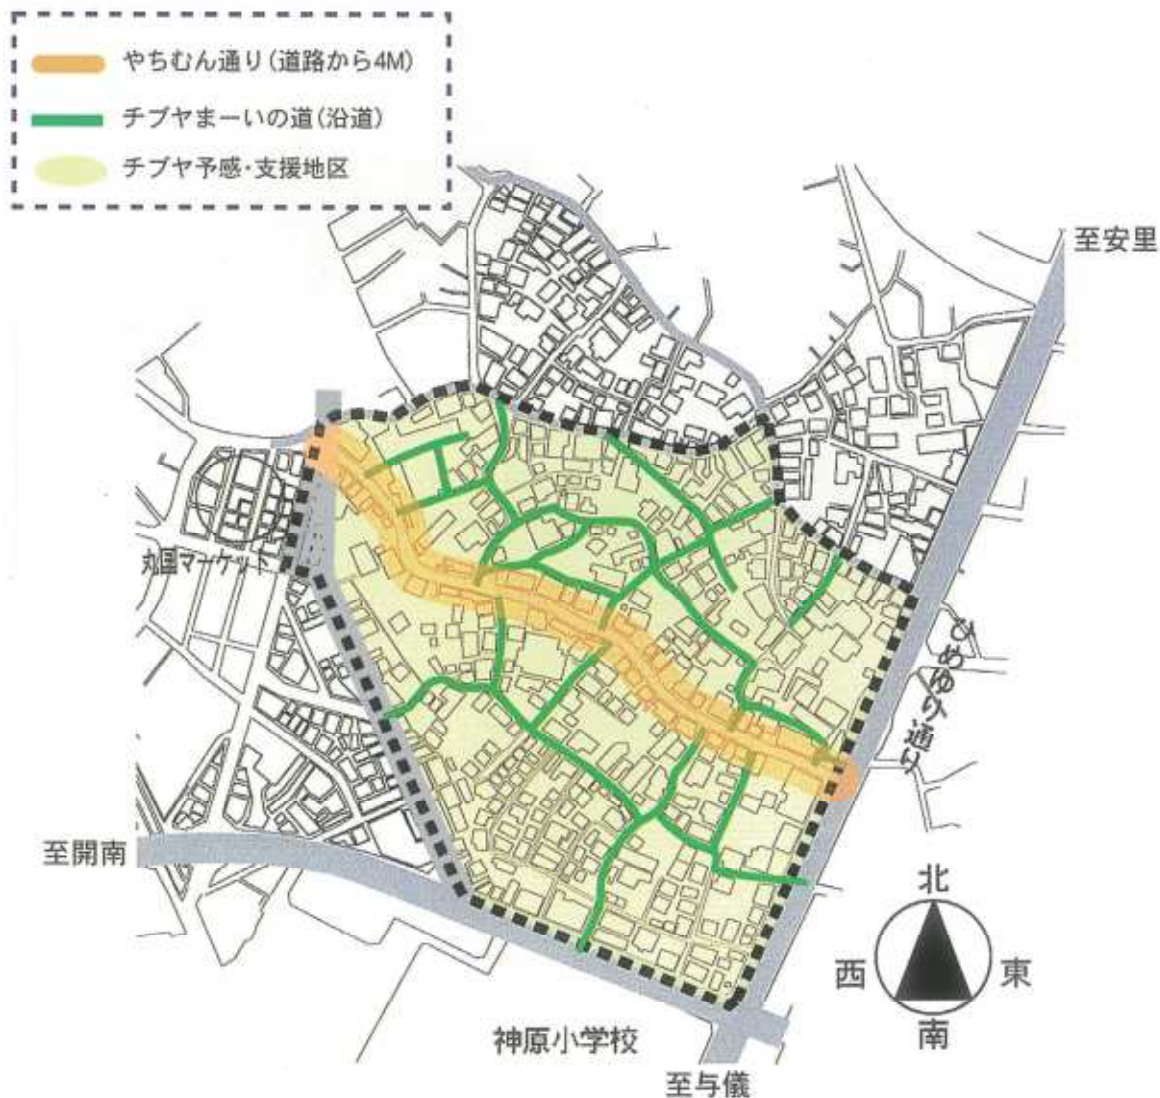 やちむん通り(道路から4M)
チブヤまーいの道(沿道)
チブヤ予感・支援地区
至安里
丸国マーケット
ひめゆり通り
至開南
北
西
東
南
神原小学校
至与儀